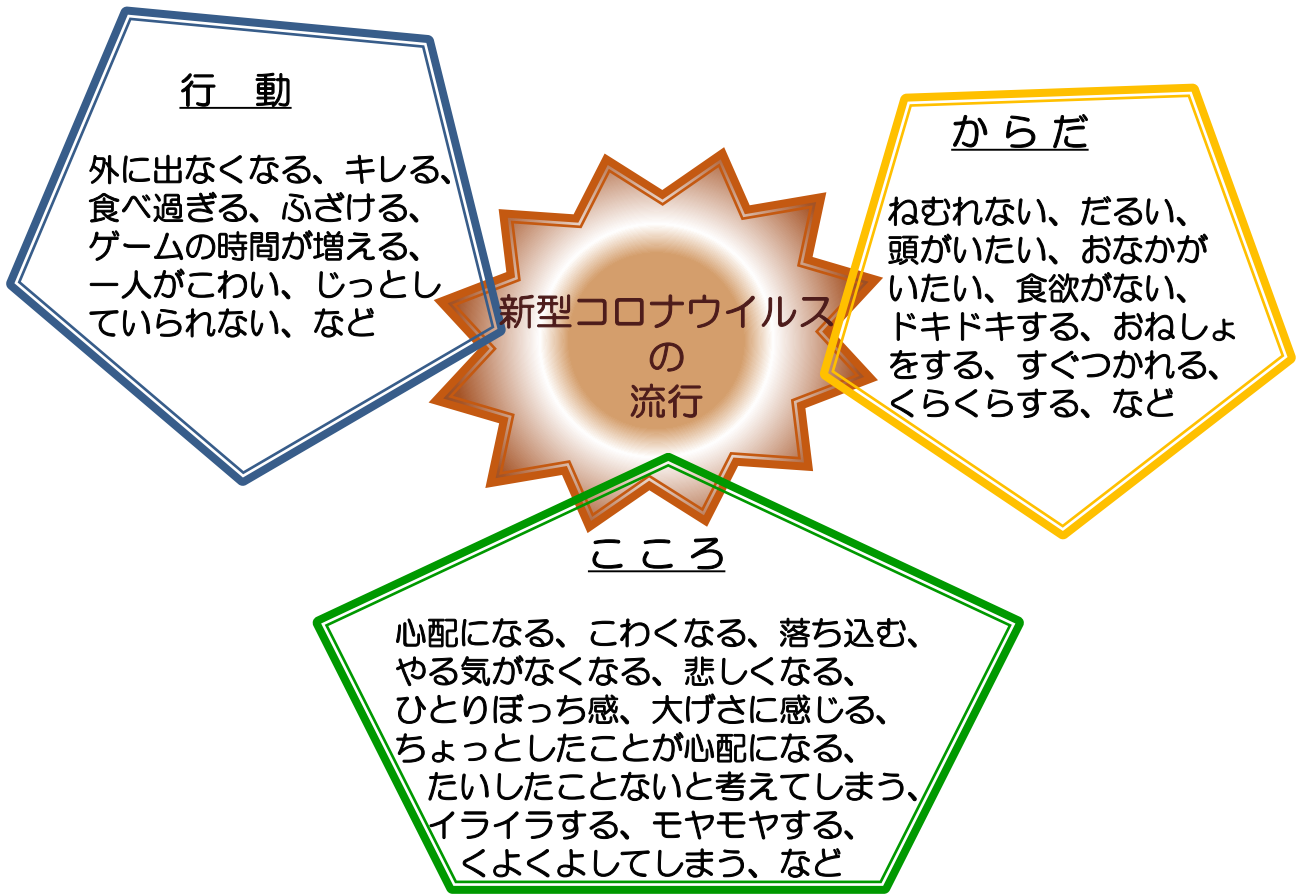 行　動
外に出なくなる、キレる、
食べ過ぎる、ふざける、
ゲームの時間が増える、
一人がこわい、じっとし
ていられない、など
新型コロナウイルス
の
流行
からだ
ねむれない、だるい、
頭がいたい、おなかが
いたい、食欲がない、
ドキドキする、おねしょ
をする、すぐつかれる、
くらくらする、など
こころ
心配になる、こわくなる、落ち込む、
やる気がなくなる、悲しくなる、
ひとりぼっち感、大げさに感じる、
ちょっとしたことが心配になる、
たいしたことないと考えてしまう、
イライラする、モヤモヤする、
くよくよしてしまう、など